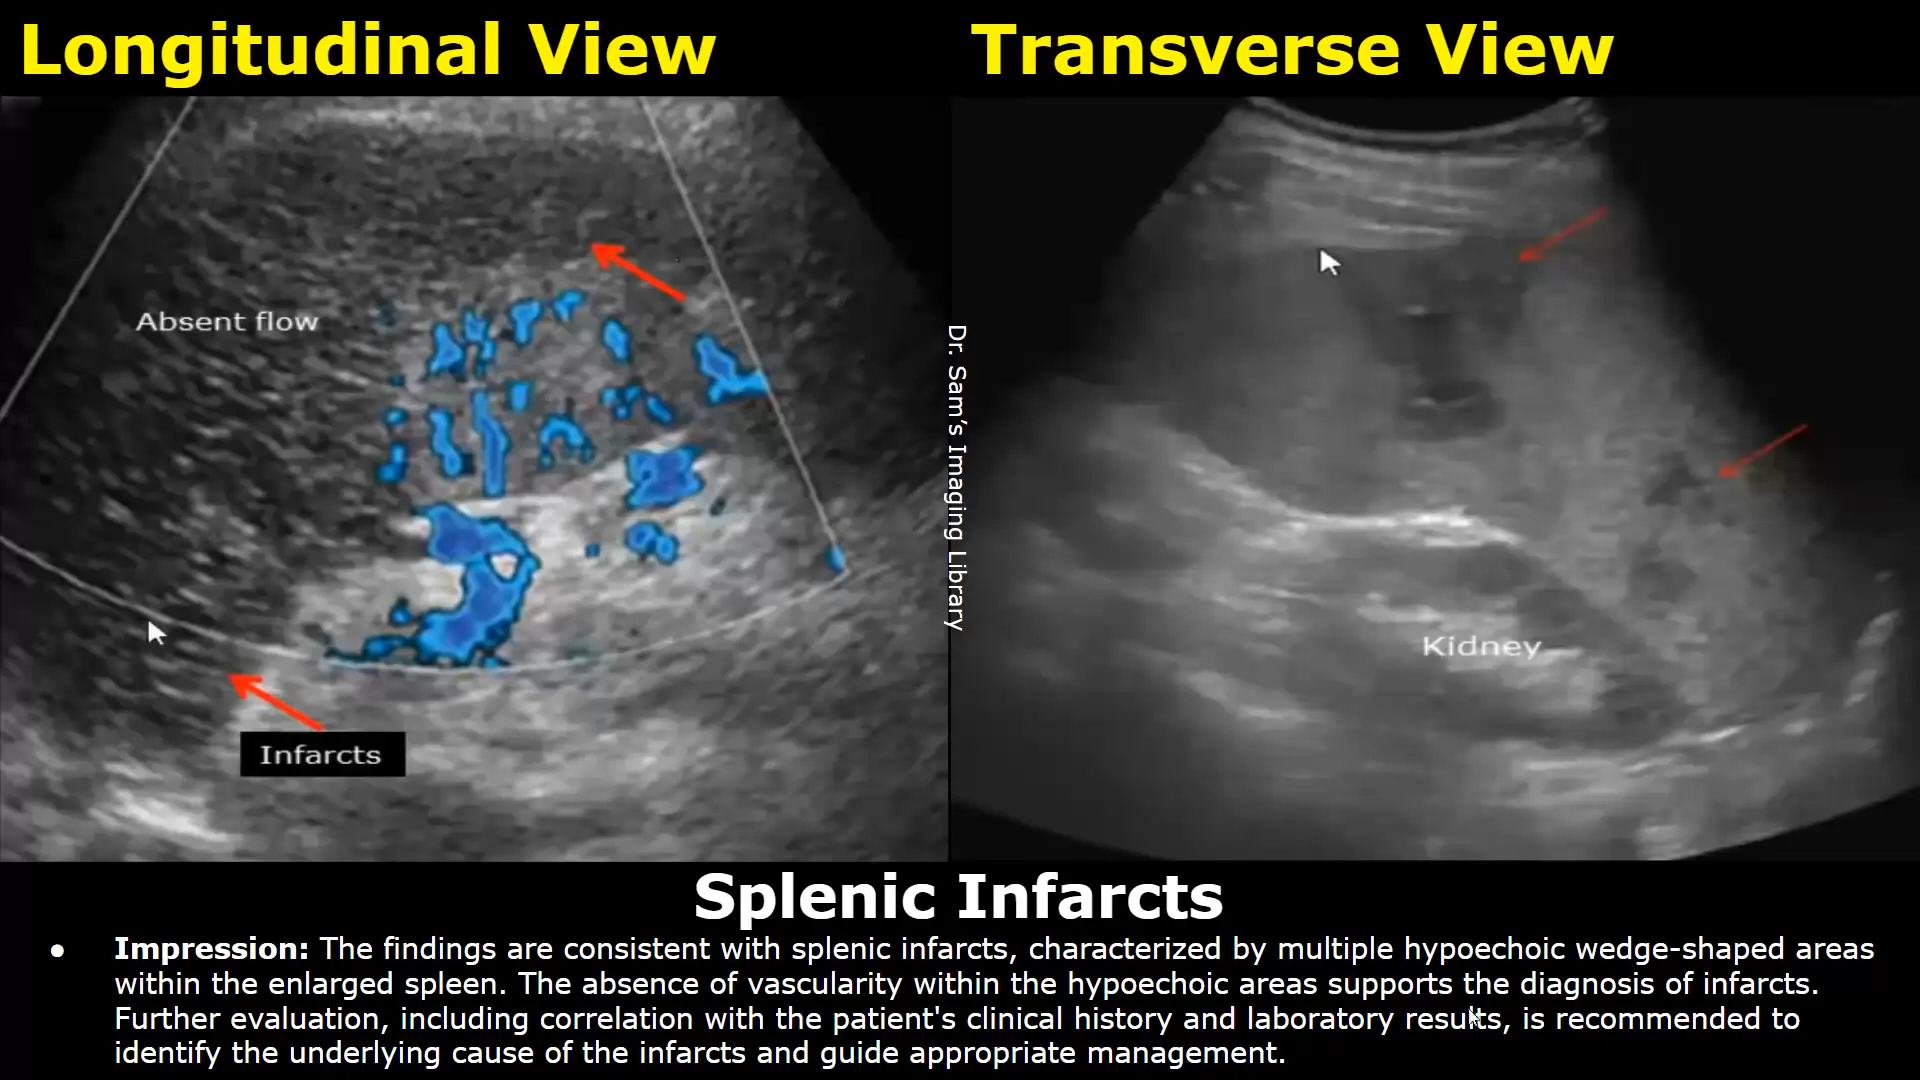 Longitudinal View
Transverse View
Absent flow
Infarcts
Dr. Sam's Imaging Library
Kidney
Splenic Infarcts
● Impression: The findings are consistent with splenic infarcts, characterized by multiple hypoechoic wedge-shaped areas
within the enlarged spleen. The absence of vascularity within the hypoechoic areas supports the diagnosis of infarcts.
Further evaluation, including correlation with the patient's clinical history and laboratory results, is recommended to
identify the underlying cause of the infarcts and guide appropriate management.